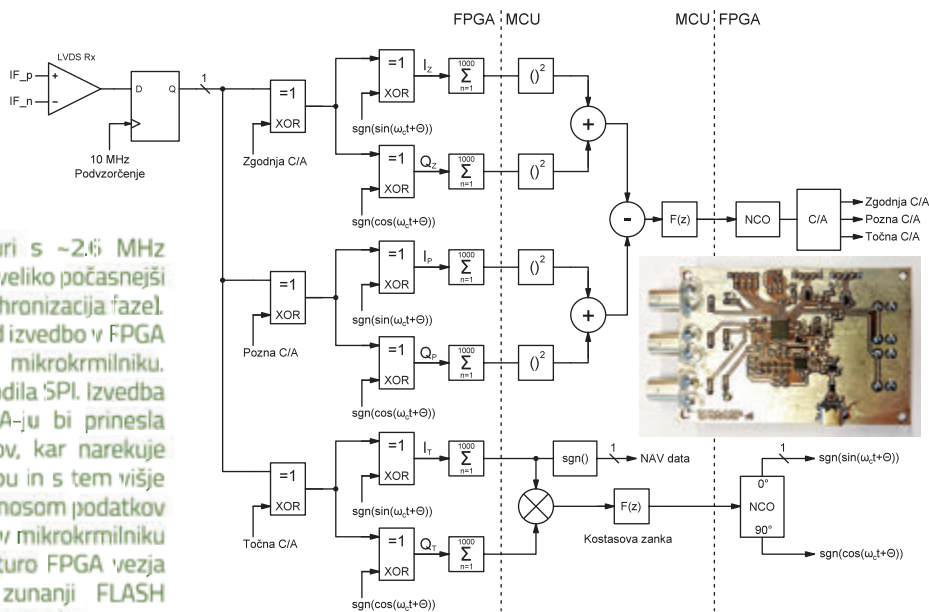 FPGA MCU
MCU FPGA
LVDS Rx
IF_p
IF_n
+
-
D Q
10 MHz
Podvzorčenje
1
=1
XOR
Zgodnja C/A
=1
XOR
sgn(sin(ω_ct+Θ))
I_Z
1000
Σ
n=1
()²
=1
XOR
sgn(cos(ω_ct+Θ))
Q_Z
1000
Σ
n=1
()²
+
=1
XOR
Pozna C/A
=1
XOR
sgn(sin(ω_ct+Θ))
I_P
1000
Σ
n=1
()²
=1
XOR
sgn(cos(ω_ct+Θ))
Q_P
1000
Σ
n=1
()²
+
-
F(z)
NCO
C/A
Zgodnja C/A
Pozna C/A
Točna C/A
=1
XOR
Točna C/A
=1
XOR
sgn(sin(ω_ct+Θ))
I_T
1000
Σ
n=1
sgn()
1
NAV data
=1
XOR
sgn(cos(ω_ct+Θ))
Q_T
1000
Σ
n=1
F(z)
Kostasova zanka
0°
NCO
90°
1
sgn(sin(ω_ct+Θ))
sgn(cos(ω_ct+Θ))
uri s ~2.6 MHz
veliko počasnejši
hronizacija faze).
d izvedbo v FPGA
mikrokrmilniku.
odila SPI. Izvedba
A-ju bi prinesla
ov, kar narekuje
bu in s tem višje
nosom podatkov
v mikrokrmilniku
turo FPGA vezja
zunanji FLASH